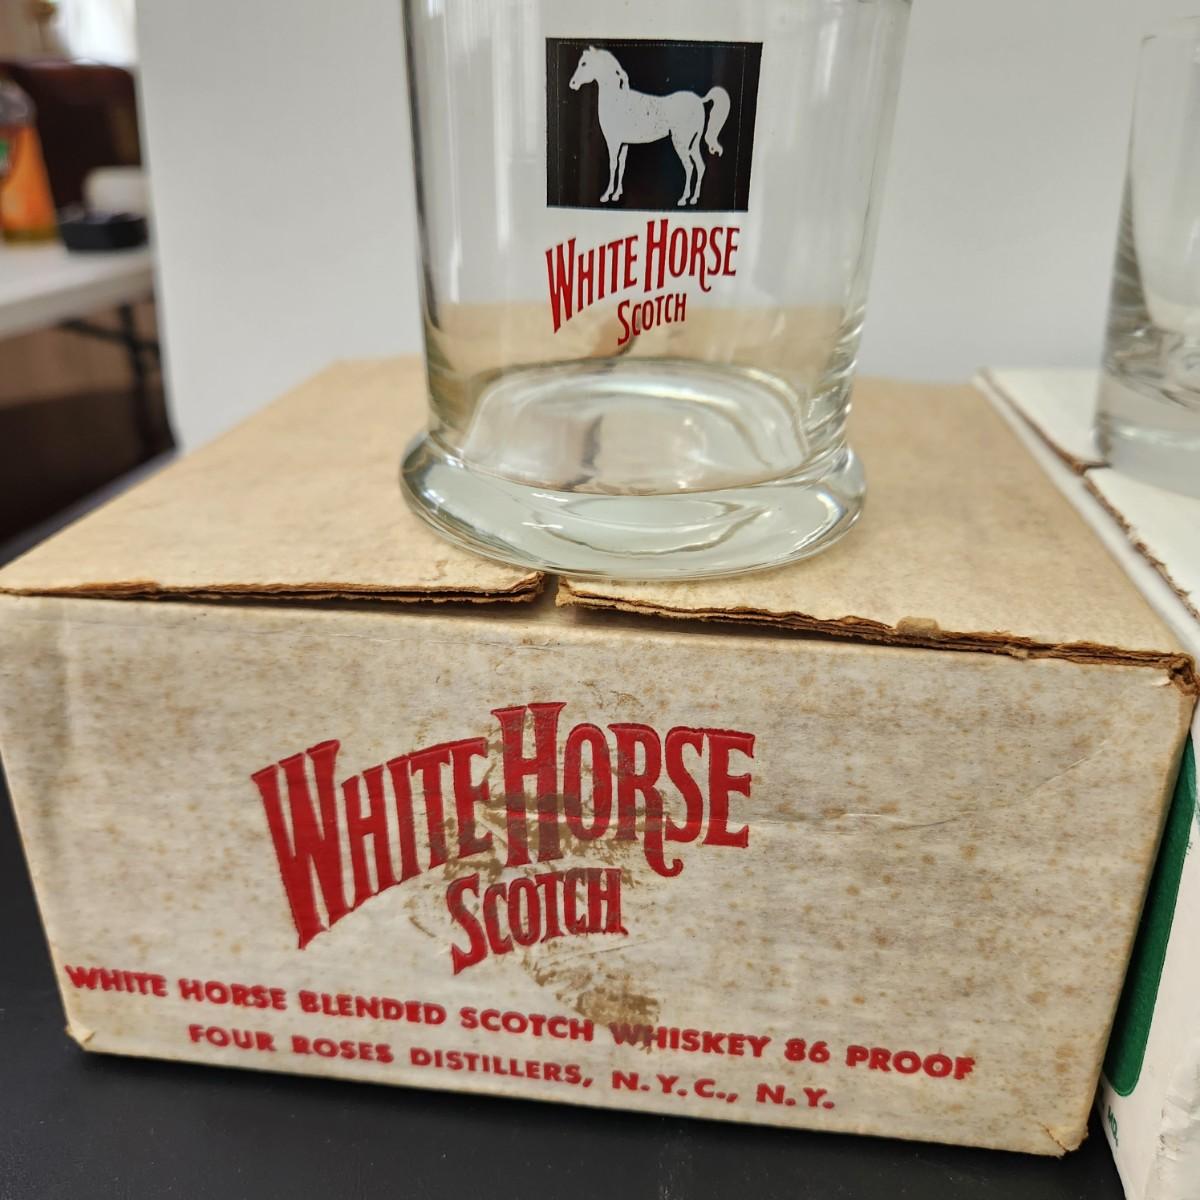 WHITE HORSE
SCOTCH
WHITE HORSE
SCOTCH
WHITE HORSE BLENDED SCOTCH WHISKEY 86 PROOF
FOUR ROSES DISTILLERS, N.Y.C., N.Y.